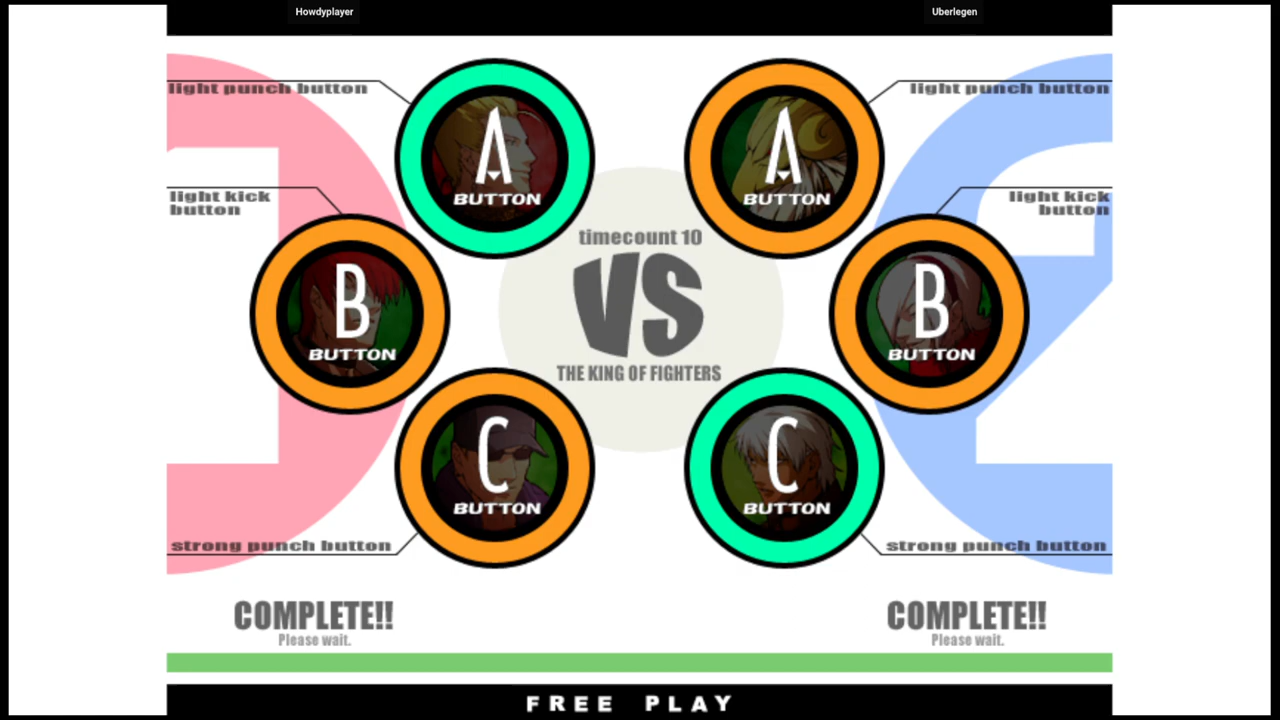 Howdyplayer
Uberlegen
light punch button
light punch button
A
BUTTON
A
BUTTON
light kick
button
light kick
button
1
2
timecount 10
VS
THE KING OF FIGHTERS
B
BUTTON
B
BUTTON
C
BUTTON
C
BUTTON
strong punch button
strong punch button
COMPLETE!!
Please wait.
COMPLETE!!
Please wait.
FREE PLAY